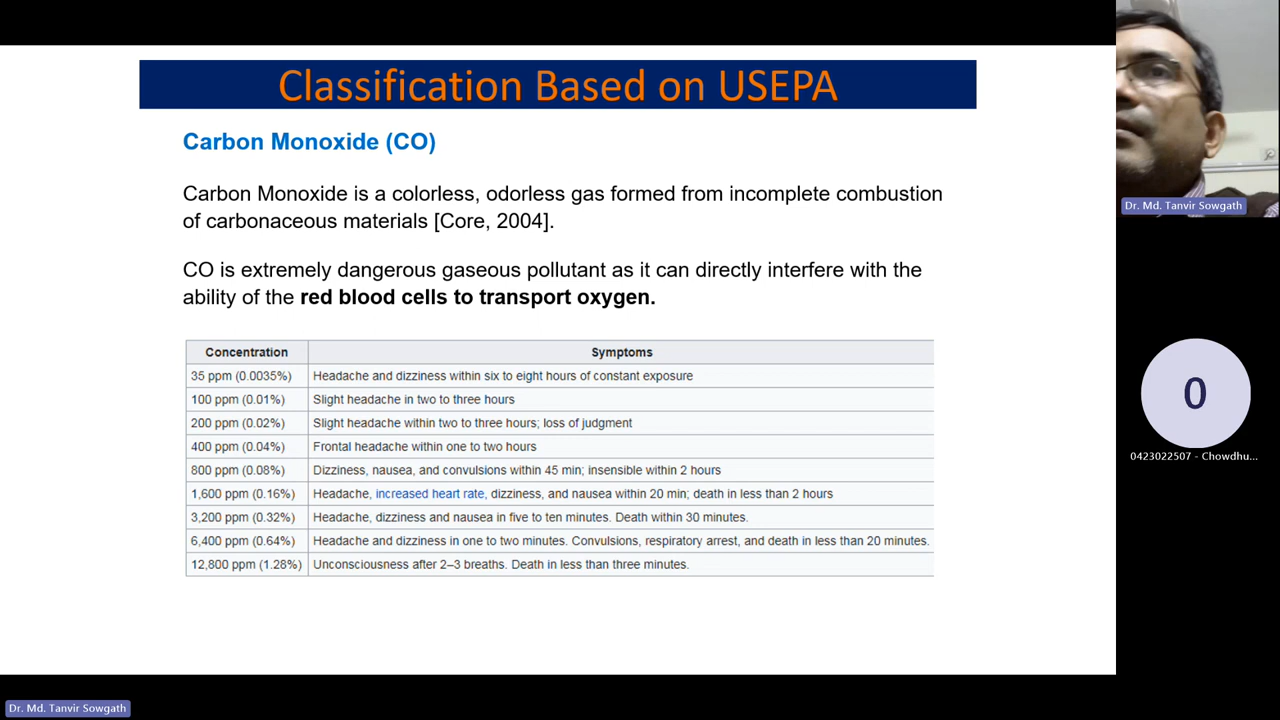 Classification Based on USEPA
Carbon Monoxide (CO)
Carbon Monoxide is a colorless, odorless gas formed from incomplete combustion
of carbonaceous materials [Core, 2004].
CO is extremely dangerous gaseous pollutant as it can directly interfere with the
ability of the red blood cells to transport oxygen.
Concentration Symptoms
35 ppm (0.0035%) Headache and dizziness within six to eight hours of constant exposure
100 ppm (0.01%) Slight headache in two to three hours
200 ppm (0.02%) Slight headache within two to three hours; loss of judgment
400 ppm (0.04%) Frontal headache within one to two hours
800 ppm (0.08%) Dizziness, nausea, and convulsions within 45 min; insensible within 2 hours
1,600 ppm (0.16%) Headache, increased heart rate, dizziness, and nausea within 20 min; death in less than 2 hours
3,200 ppm (0.32%) Headache, dizziness and nausea in five to ten minutes. Death within 30 minutes.
6,400 ppm (0.64%) Headache and dizziness in one to two minutes. Convulsions, respiratory arrest, and death in less than 20 minutes.
12,800 ppm (1.28%) Unconsciousness after 2–3 breaths. Death in less than three minutes.
Dr. Md. Tanvir Sowgath
0
0423022507 - Chowdhu...
Dr. Md. Tanvir Sowgath